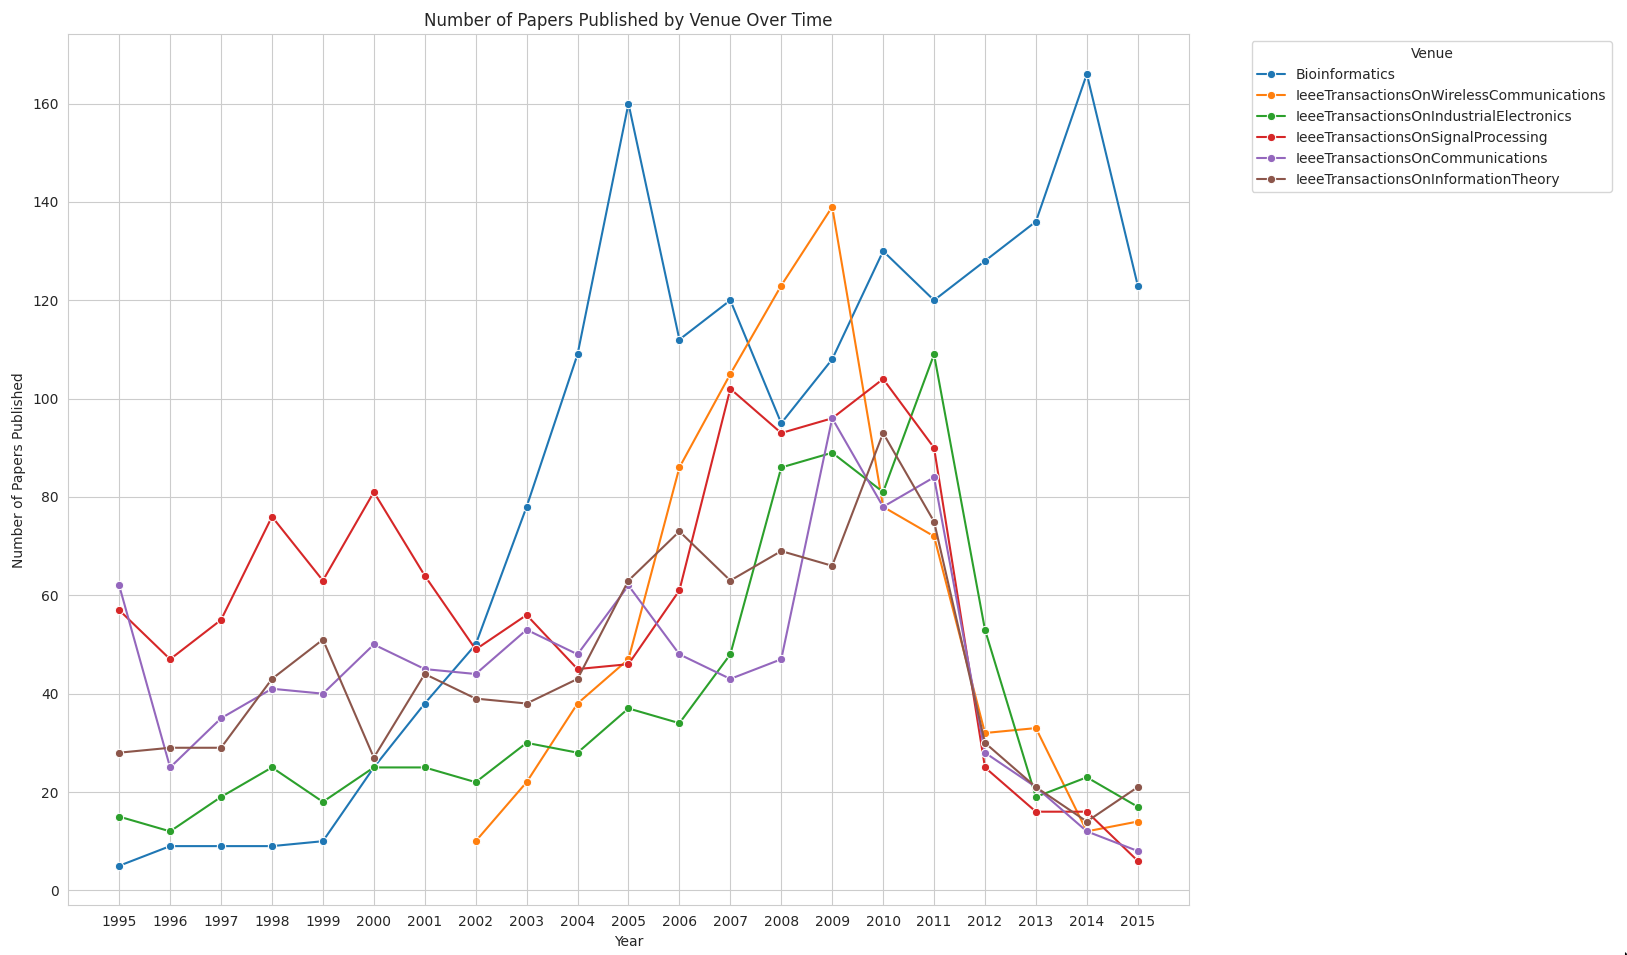 Number of Papers Published by Venue Over Time
Venue
Bioinformatics
IeeeTransactionsOnWirelessCommunications
IeeeTransactionsOnIndustrialElectronics
IeeeTransactionsOnSignalProcessing
IeeeTransactionsOnCommunications
IeeeTransactionsOnInformationTheory
Number of Papers Published
160
140
120
100
80
60
40
20
0
1995 1996 1997 1998 1999 2000 2001 2002 2003 2004 2005 2006 2007 2008 2009 2010 2011 2012 2013 2014 2015
Year